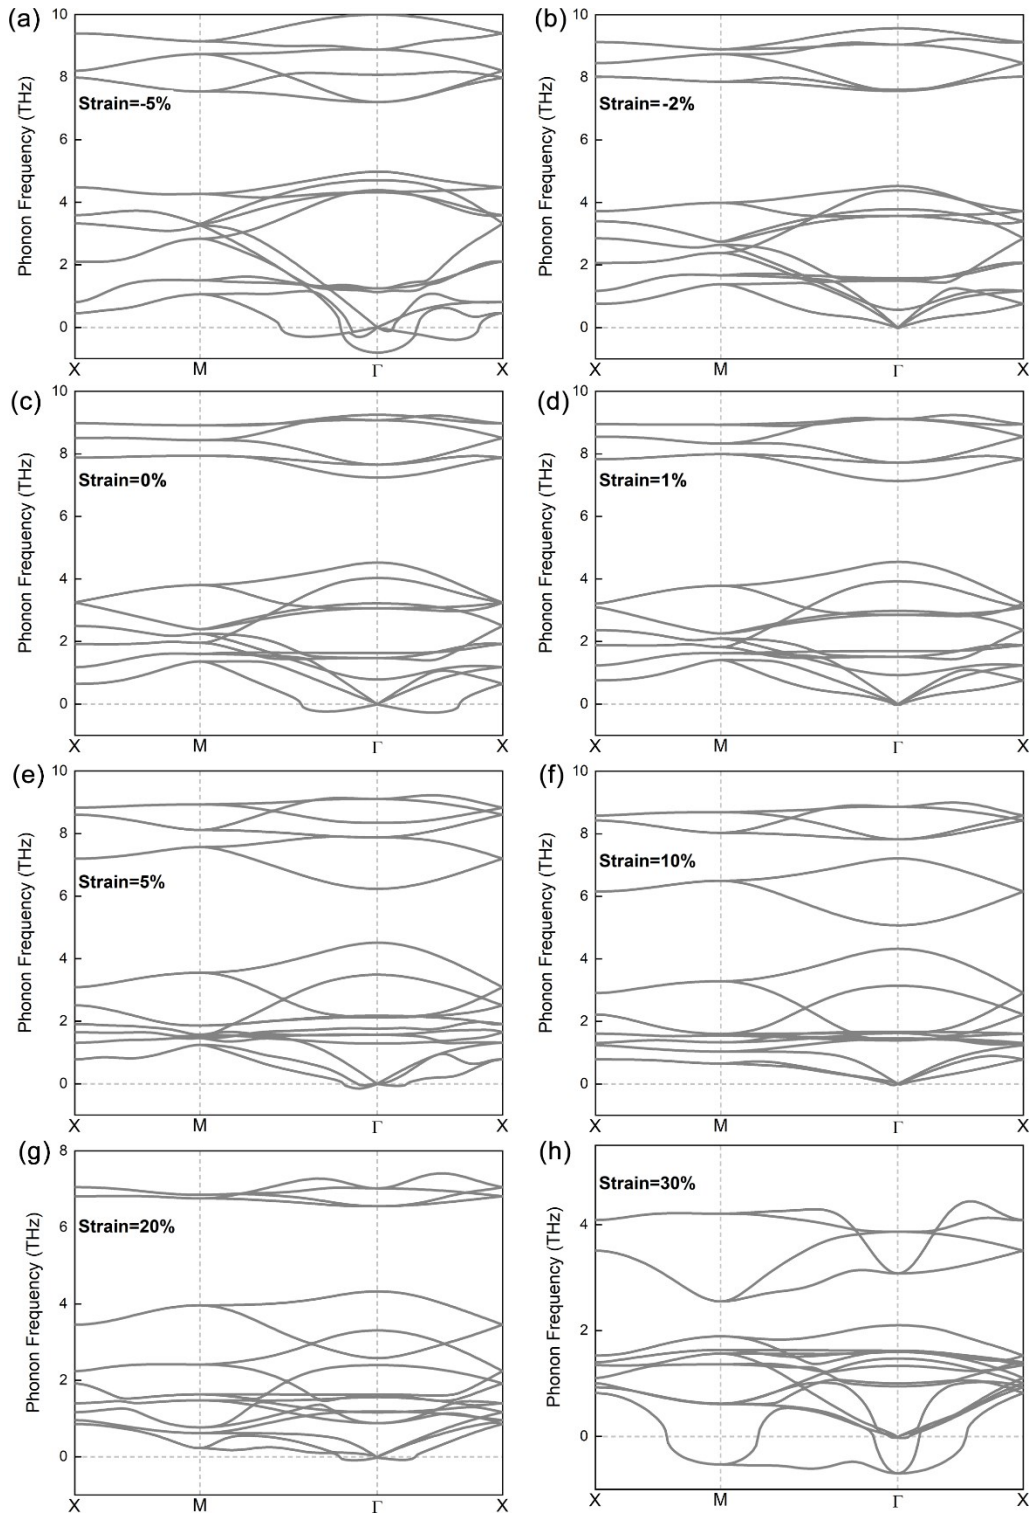 (a)
10
8
6
4
2
0
Phonon Frequency (THz)
Strain=-5%
X M Γ X
(b)
10
8
6
4
2
0
Phonon Frequency (THz)
Strain=-2%
X M Γ X
(c)
10
8
6
4
2
0
Phonon Frequency (THz)
Strain=0%
X M Γ X
(d)
10
8
6
4
2
0
Phonon Frequency (THz)
Strain=1%
X M Γ X
(e)
10
8
6
4
2
0
Phonon Frequency (THz)
Strain=5%
X M Γ X
(f)
10
8
6
4
2
0
Phonon Frequency (THz)
Strain=10%
X M Γ X
(g)
8
6
4
2
0
Phonon Frequency (THz)
Strain=20%
X M Γ X
(h)
4
2
0
Phonon Frequency (THz)
Strain=30%
X M Γ X